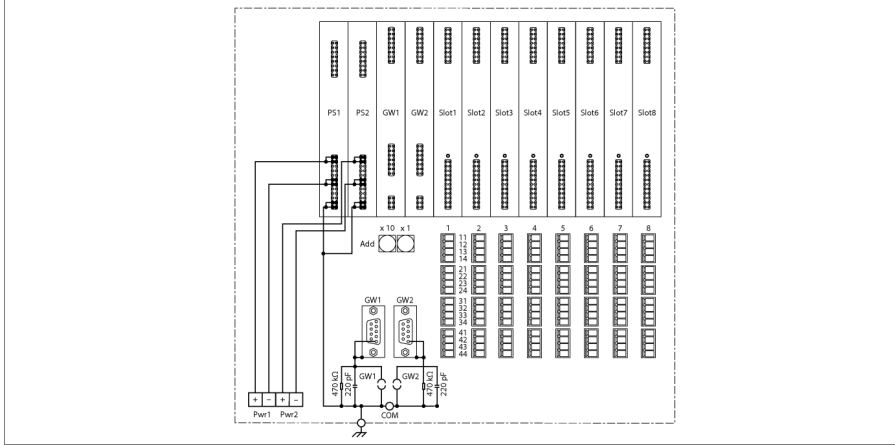 PS1 PS2 GW1 GW2 Slot1 Slot2 Slot3 Slot4 Slot5 Slot6 Slot7 Slot8
x 10 x 1
Add
1 2 3 4 5 6 7 8
11
12
13
14
21
22
23
24
31
32
33
34
41
42
43
44
GW1 GW2
470 kΩ
220 pF
GW1 GW2
470 kΩ
220 pF
+ − + −
Pwr1 Pwr2
COM